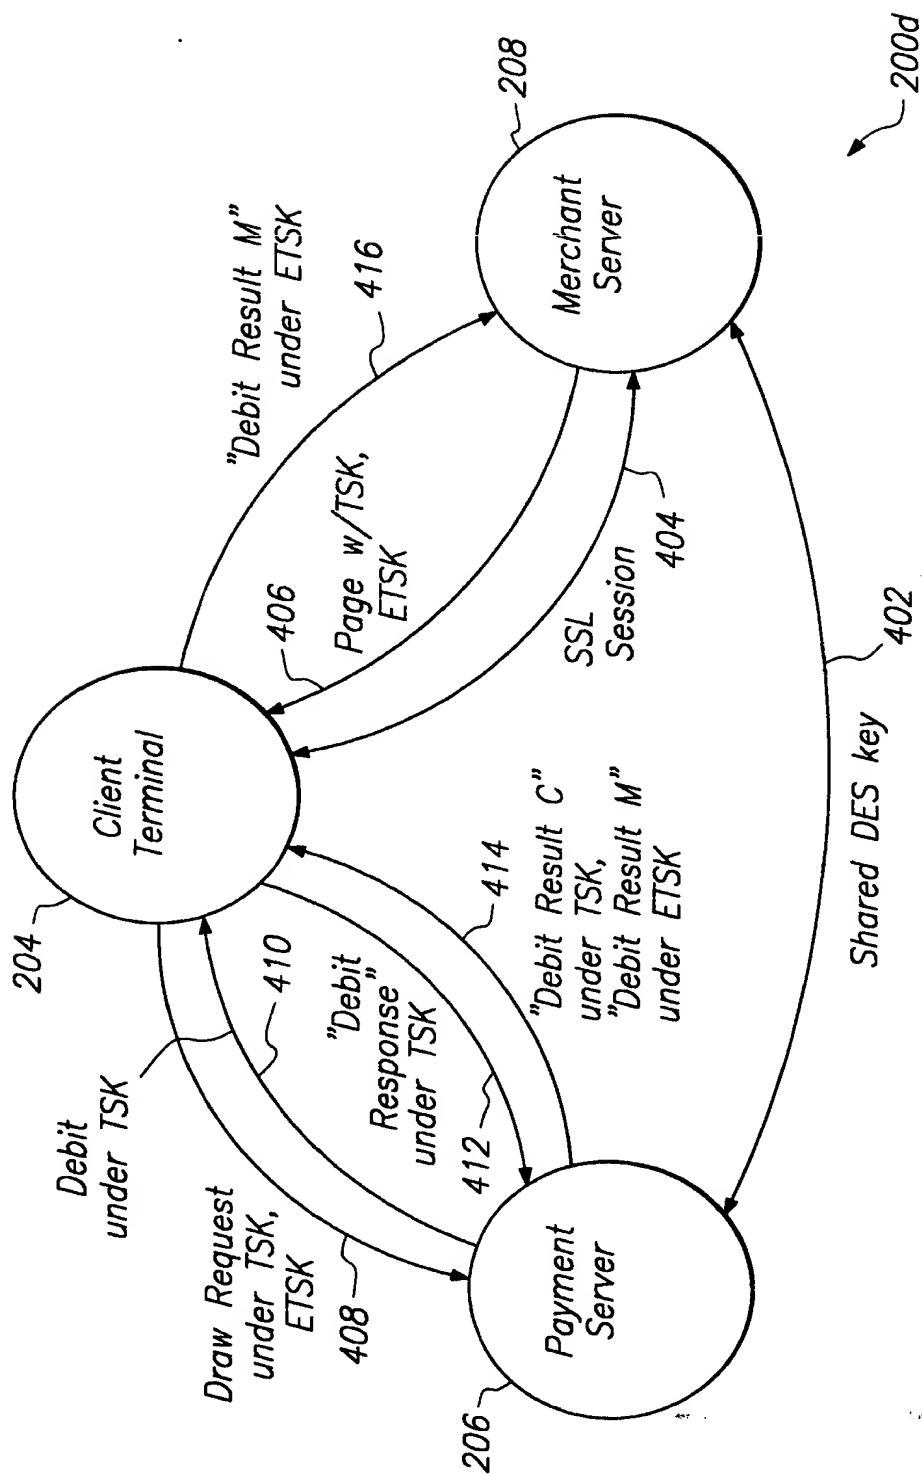 Client
Terminal
204
Payment
Server
206
Merchant
Server
208
200d
Debit
under TSK
Draw Request
under TSK,
ETSK
408
410
"Debit"
Response
under TSK
412
414
"Debit Result C"
under TSK,
"Debit Result M"
under ETSK
406
Page w/TSK,
ETSK
"Debit Result M"
under ETSK
416
SSL
Session
404
Shared DES key
402